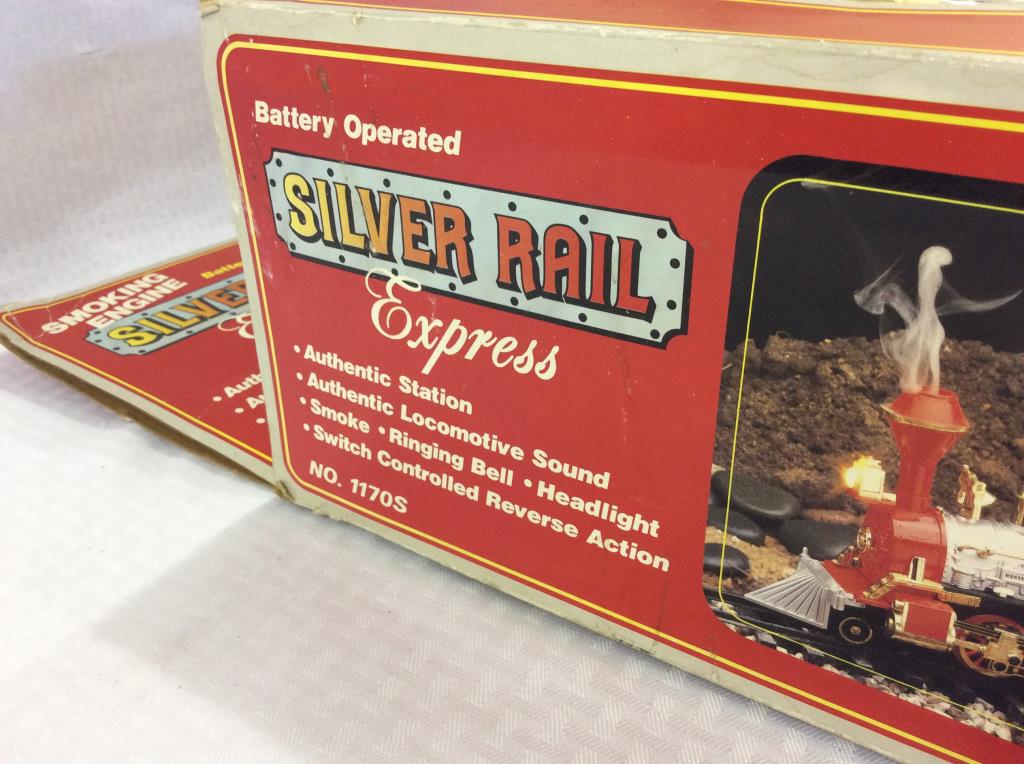 Battery Operated
SILVER RAIL
Express
• Authentic Station
• Authentic Locomotive Sound
• Smoke • Ringing Bell • Headlight
• Switch Controlled Reverse Action
NO. 1170S
SMOKING
ENGINE
SILVER